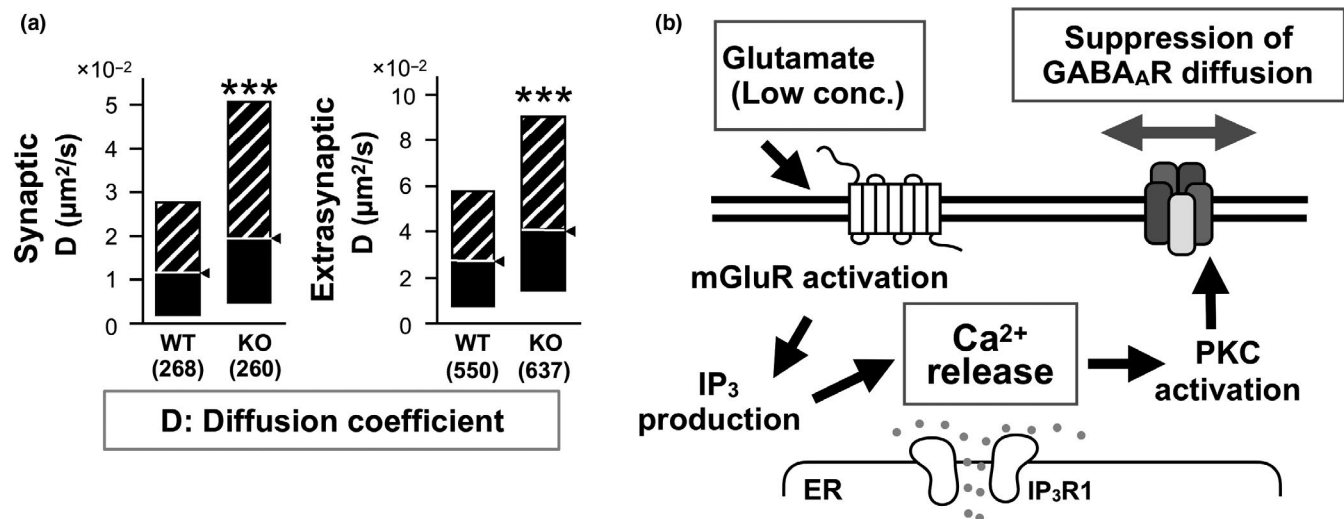 (a)
×10⁻²
Synaptic
D (μm²/s)
5
4
3
2
1
0
***
WT
(268)
KO
(260)
×10⁻²
Extrasynaptic
D (μm²/s)
10
8
6
4
2
0
***
WT
(550)
KO
(637)
D: Diffusion coefficient
(b)
Glutamate
(Low conc.)
Suppression of
GABAAR diffusion
mGluR activation
IP₃
production
Ca²⁺
release
PKC
activation
ER
IP₃R1